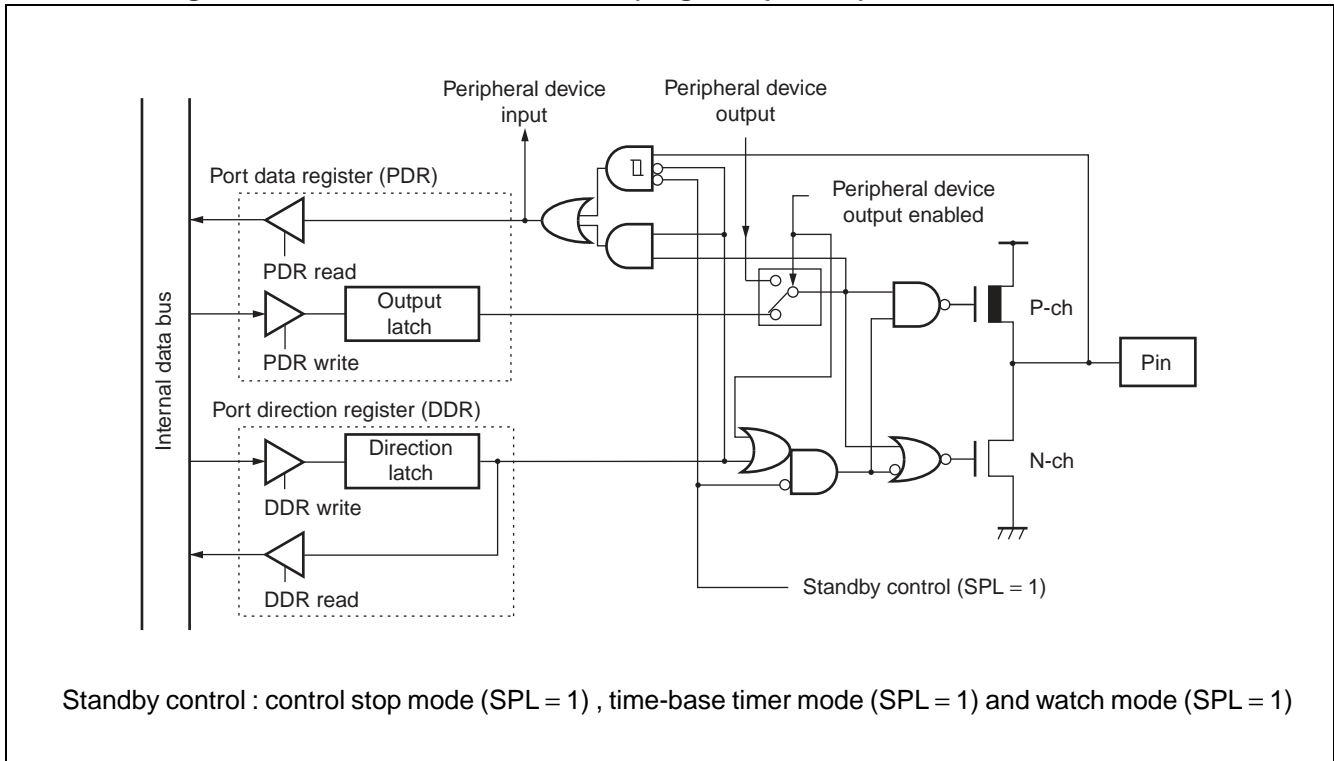 Peripheral device
input
Peripheral device
output
Port data register (PDR)
Peripheral device
output enabled
PDR read
Output
latch
P-ch
Pin
PDR write
Internal data bus
Port direction register (DDR)
Direction
latch
N-ch
DDR write
Standby control (SPL = 1)
DDR read
Standby control : control stop mode (SPL = 1) , time-base timer mode (SPL = 1) and watch mode (SPL = 1)